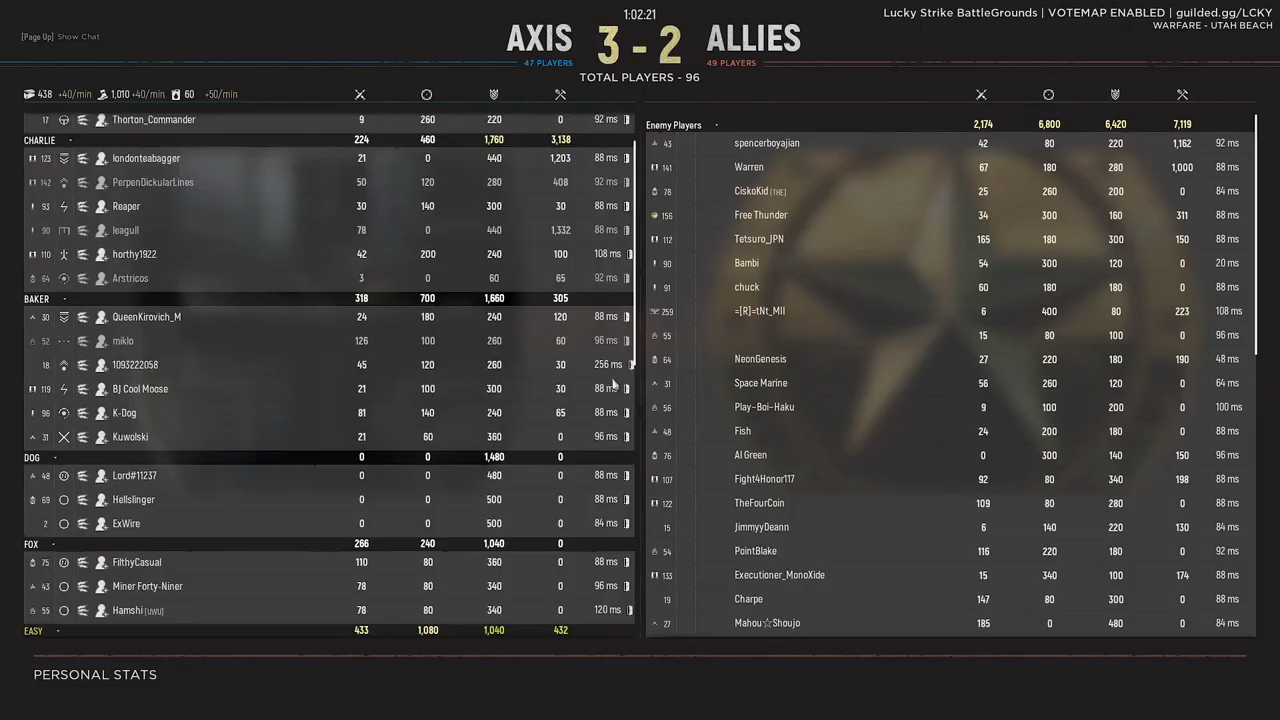 1:02:21
Lucky Strike BattleGrounds | VOTEMAP ENABLED | guilded.gg/LCKY
WARFARE - UTAH BEACH
[Page Up] Show Chat
AXIS 3 - 2 ALLIES
47 PLAYERS 49 PLAYERS
TOTAL PLAYERS - 96
438 +40/min 1,010 +40/min 60 +50/min
17 Thorton_Commander 9 260 220 0 92 ms
CHARLIE - 224 460 1,760 3,138
123 londonteabagger 21 0 440 1,203 88 ms
142 PerpenDickularLines 50 120 280 408 92 ms
93 Reaper 30 140 300 30 88 ms
90 leagull 78 0 440 1,332 88 ms
110 horthy1922 42 200 240 100 108 ms
64 Arstricos 3 0 60 65 92 ms
BAKER - 318 700 1,660 305
30 QueenKirovich_M 24 180 240 120 88 ms
52 miklo 126 100 260 60 96 ms
18 1093222058 45 120 260 30 256 ms
119 BJ Cool Moose 21 100 300 30 88 ms
96 K-Dog 81 140 240 65 88 ms
31 Kuwolski 21 60 360 0 96 ms
DOG - 0 0 1,480 0
48 Lord#11237 0 0 480 0 88 ms
69 Hellslinger 0 0 500 0 88 ms
2 ExWire 0 0 500 0 84 ms
FOX - 266 240 1,040 0
75 FilthyCasual 110 80 360 0 88 ms
43 Miner Forty-Niner 78 80 340 0 96 ms
55 Hamshi [UWU] 78 80 340 0 120 ms
EASY - 433 1,080 1,040 432
Enemy Players - 2,174 6,800 6,420 7,119
43 spencerboyajian 42 80 220 1,162 92 ms
141 Warren 67 180 280 1,000 88 ms
78 CiskoKid [THE] 25 260 200 0 84 ms
156 Free Thunder 34 300 160 311 88 ms
112 Tetsuro_JPN 165 180 300 150 88 ms
90 Bambi 54 300 120 0 20 ms
91 chuck 60 180 180 0 88 ms
259 =[R]=tNt_MII 6 400 80 223 108 ms
55 15 80 100 0 96 ms
64 NeonGenesis 27 220 180 190 48 ms
31 Space Marine 56 260 120 0 64 ms
56 Play-Boi-Haku 9 100 200 0 100 ms
48 Fish 24 200 180 0 88 ms
76 Al Green 0 300 140 150 96 ms
107 Fight4Honor117 92 80 340 198 88 ms
122 TheFourCoin 109 80 280 0 88 ms
15 JimmyyDeann 6 140 220 130 84 ms
54 PointBlake 116 220 180 0 92 ms
133 Executioner_MonoXide 15 340 100 174 88 ms
19 Charpe 147 80 300 0 88 ms
27 Mahou☆Shoujo 185 0 480 0 84 ms
PERSONAL STATS